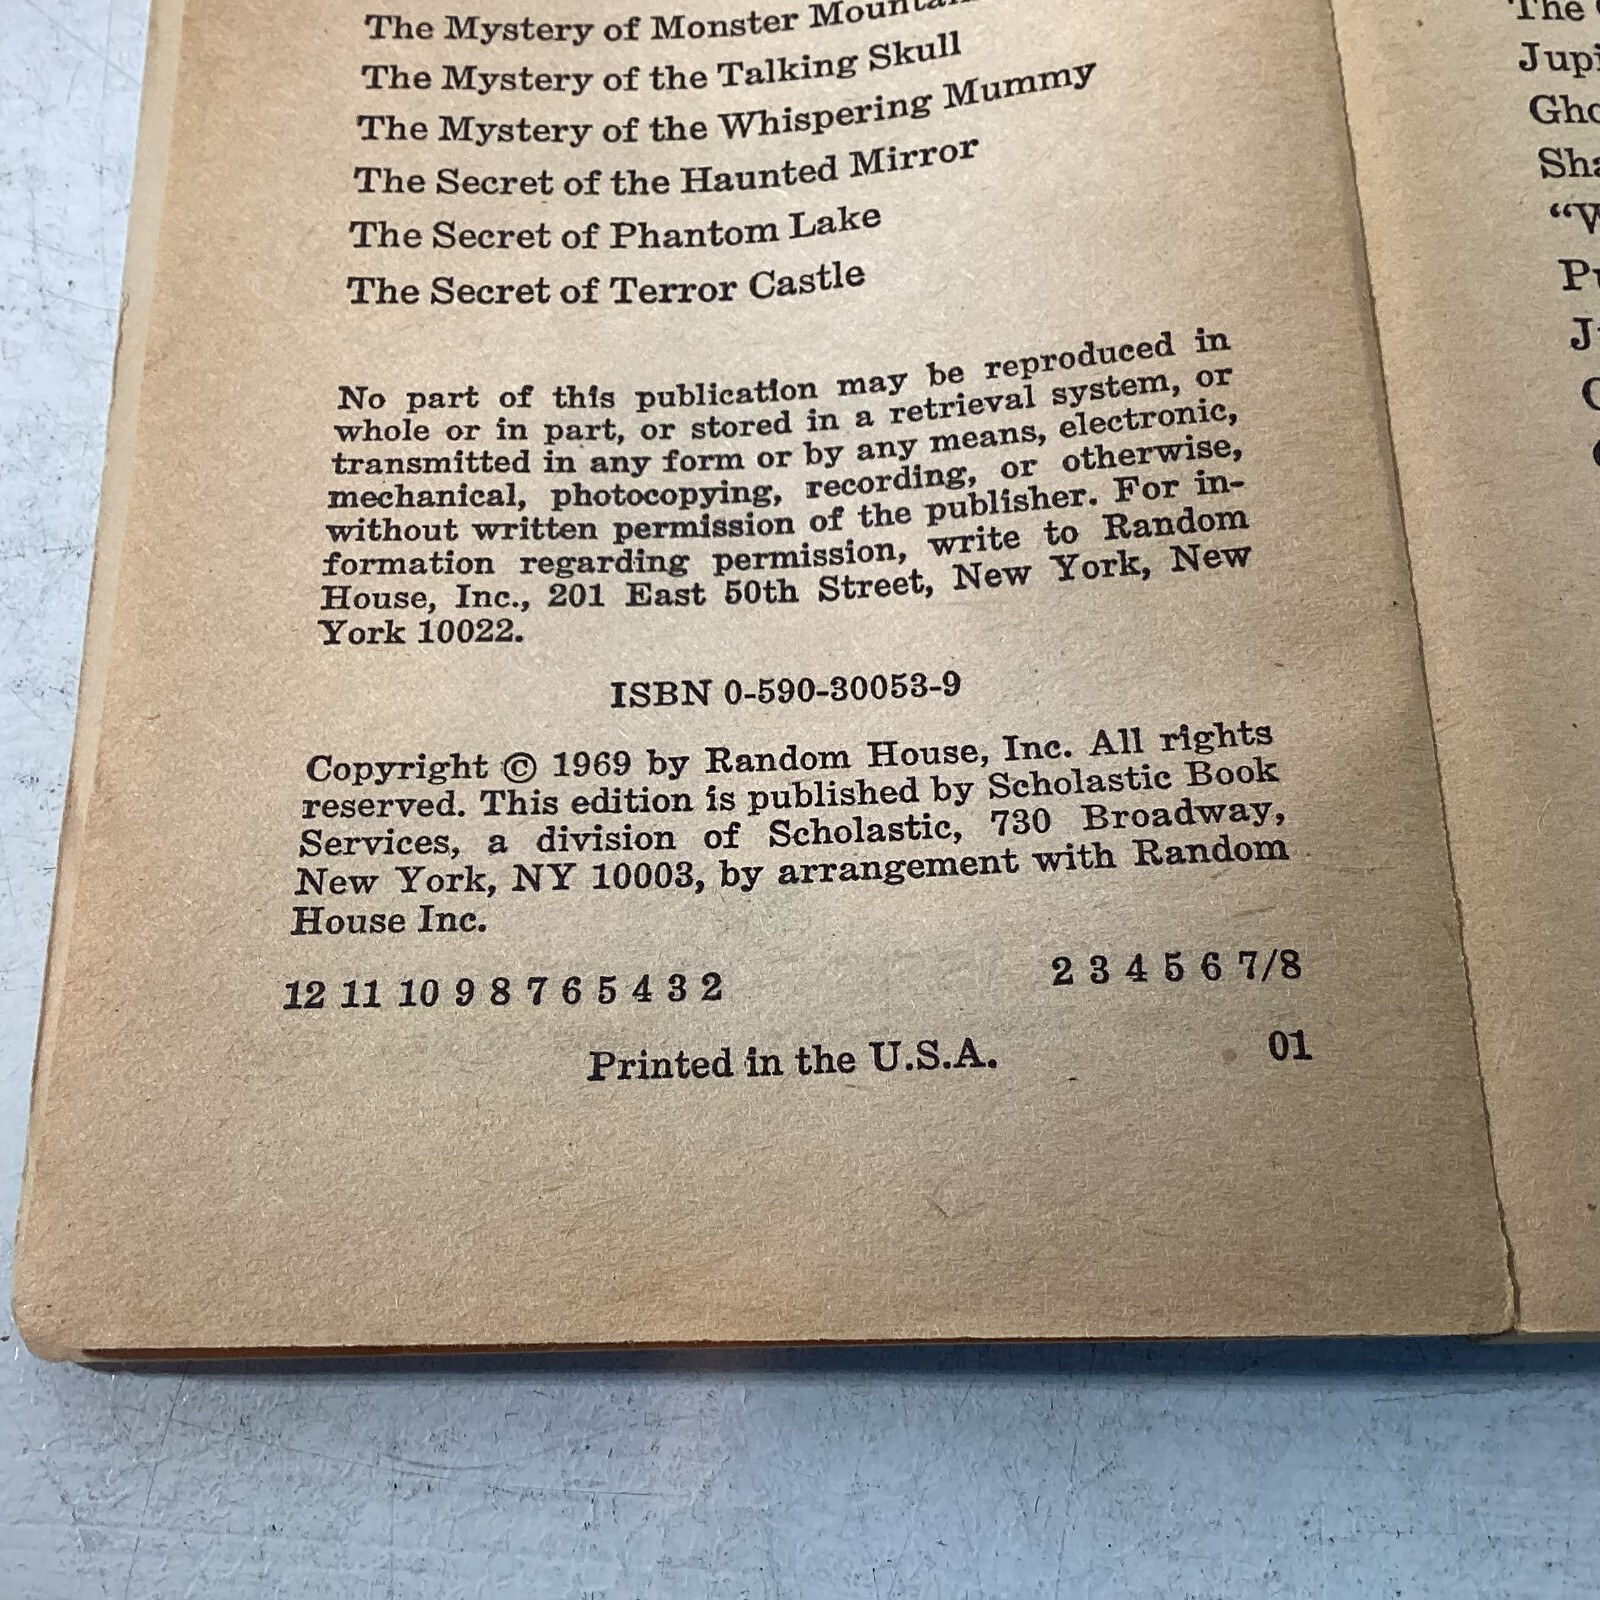 The Mystery of Monster
The Mystery of the Talking Skull
The Mystery of the Whispering Mummy
The Secret of the Haunted Mirror
The Secret of Phantom Lake
The Secret of Terror Castle
No part of this publication may be reproduced in
whole or in part, or stored in a retrieval system, or
transmitted in any form or by any means, electronic,
mechanical, photocopying, recording, or otherwise,
without written permission of the publisher. For in-
formation regarding permission, write to Random
House, Inc., 201 East 50th Street, New York, New
York 10022.
ISBN 0-590-30053-9
Copyright © 1969 by Random House, Inc. All rights
reserved. This edition is published by Scholastic Book
Services, a division of Scholastic, 730 Broadway,
New York, NY 10003, by arrangement with Random
House Inc.
12 11 10 9 8 7 6 5 4 3 2 2 3 4 5 6 7/8
Printed in the U.S.A. 01
The